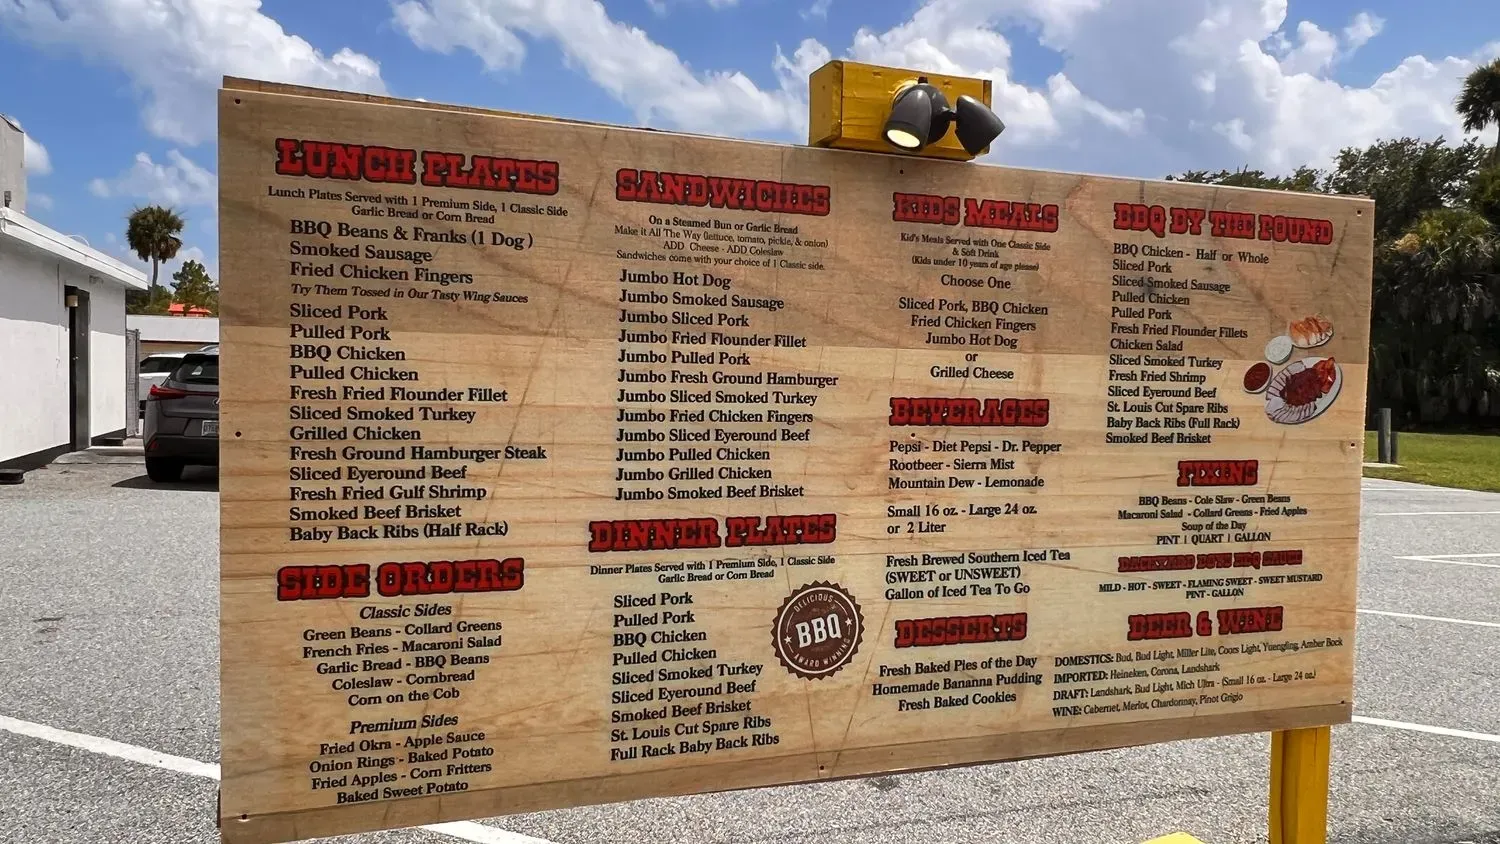 LUNCH PLATES
Lunch Plates Served with 1 Premium Side, 1 Classic Side
Garlic Bread or Corn Bread
BBQ Beans & Franks (1 Dog )
Smoked Sausage
Fried Chicken Fingers
Try Them Tossed in Our Tasty Wing Sauces
Sliced Pork
Pulled Pork
BBQ Chicken
Pulled Chicken
Fresh Fried Flounder Fillet
Sliced Smoked Turkey
Grilled Chicken
Fresh Ground Hamburger Steak
Sliced Eyeround Beef
Fresh Fried Gulf Shrimp
Smoked Beef Brisket
Baby Back Ribs (Half Rack)
SIDE ORDERS
Classic Sides
Green Beans - Collard Greens
French Fries - Macaroni Salad
Garlic Bread - BBQ Beans
Coleslaw - Cornbread
Corn on the Cob
Premium Sides
Fried Okra - Apple Sauce
Onion Rings - Baked Potato
Fried Apples - Corn Fritters
Baked Sweet Potato
SANDWICHES
On a Steamed Bun or Garlic Bread
Make it All The Way (lettuce, tomato, pickle, & onion)
ADD Cheese - ADD Coleslaw
Sandwiches come with your choice of 1 Classic side.
Jumbo Hot Dog
Jumbo Smoked Sausage
Jumbo Sliced Pork
Jumbo Fried Flounder Fillet
Jumbo Pulled Pork
Jumbo Fresh Ground Hamburger
Jumbo Sliced Smoked Turkey
Jumbo Fried Chicken Fingers
Jumbo Sliced Eyeround Beef
Jumbo Pulled Chicken
Jumbo Grilled Chicken
Jumbo Smoked Beef Brisket
DINNER PLATES
Dinner Plates Served with 1 Premium Side, 1 Classic Side
Garlic Bread or Corn Bread
Sliced Pork
Pulled Pork
BBQ Chicken
Pulled Chicken
Sliced Smoked Turkey
Sliced Eyeround Beef
Smoked Beef Brisket
St. Louis Cut Spare Ribs
Full Rack Baby Back Ribs
DELICIOUS
BBQ
AWARD WINNING
KIDS MEALS
Kid's Meals Served with One Classic Side
& Soft Drink
(Kids under 10 years of age please)
Choose One
Sliced Pork, BBQ Chicken
Fried Chicken Fingers
Jumbo Hot Dog
or
Grilled Cheese
BEVERAGES
Pepsi - Diet Pepsi - Dr. Pepper
Rootbeer - Sierra Mist
Mountain Dew - Lemonade
Small 16 oz. - Large 24 oz.
or 2 Liter
Fresh Brewed Southern Iced Tea
(SWEET or UNSWEET)
Gallon of Iced Tea To Go
DESSERTS
Fresh Baked Pies of the Day
Homemade Bananna Pudding
Fresh Baked Cookies
BBQ BY THE POUND
BBQ Chicken - Half or Whole
Sliced Pork
Sliced Smoked Sausage
Pulled Chicken
Pulled Pork
Fresh Fried Flounder Fillets
Chicken Salad
Sliced Smoked Turkey
Fresh Fried Shrimp
Sliced Eyeround Beef
St. Louis Cut Spare Ribs
Baby Back Ribs (Full Rack)
Smoked Beef Brisket
FIXINS
BBQ Beans - Cole Slaw - Green Beans
Macaroni Salad - Collard Greens - Fried Apples
Soup of the Day
PINT | QUART | GALLON
BACKYARD BOYS BBQ SAUCE
MILD - HOT - SWEET - FLAMING SWEET - SWEET MUSTARD
PINT - GALLON
BEER & WINE
DOMESTICS: Bud, Bud Light, Miller Lite, Coors Light, Yuengling, Amber Bock
IMPORTED: Heineken, Corona, Landshark
DRAFT: Landshark, Bud Light, Mich Ultra - (Small 16 oz. - Large 24 oz.)
WINE: Cabernet, Merlot, Chardonnay, Pinot Grigio